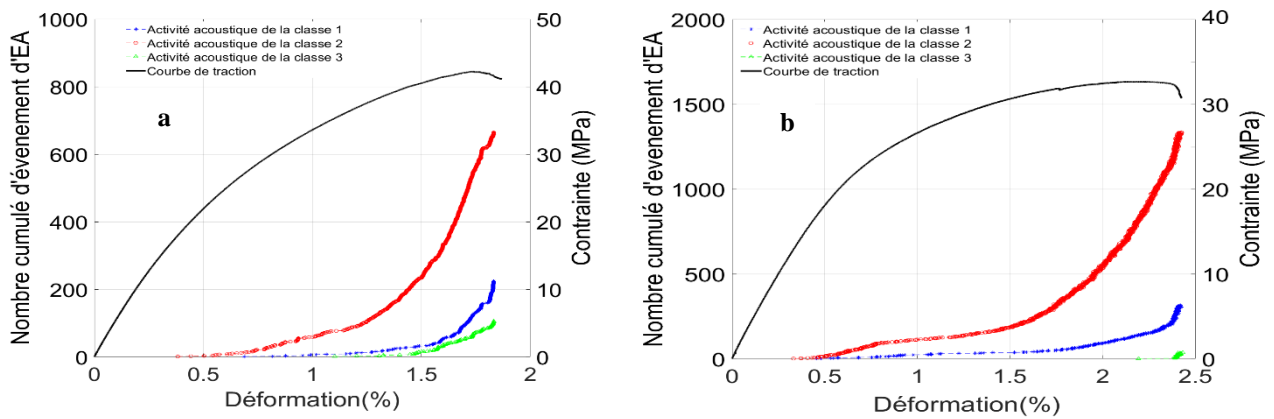 1000
800
600
400
200
0
Nombre cumulé d'évenement d'EA
Activité acoustique de la classe 1
Activité acoustique de la classe 2
Activité acoustique de la classe 3
Courbe de traction
a
50
40
30
20
10
0
Contrainte (MPa)
0 0.5 1 1.5 2
Déformation(%)
2000
1500
1000
500
0
Nombre cumulé d'évenement d'EA
Activité acoustique de la classe 1
Activité acoustique de la classe 2
Activité acoustique de la classe 3
Courbe de traction
b
40
30
20
10
0
Contrainte (MPa)
0 0.5 1 1.5 2 2.5
Déformation(%)